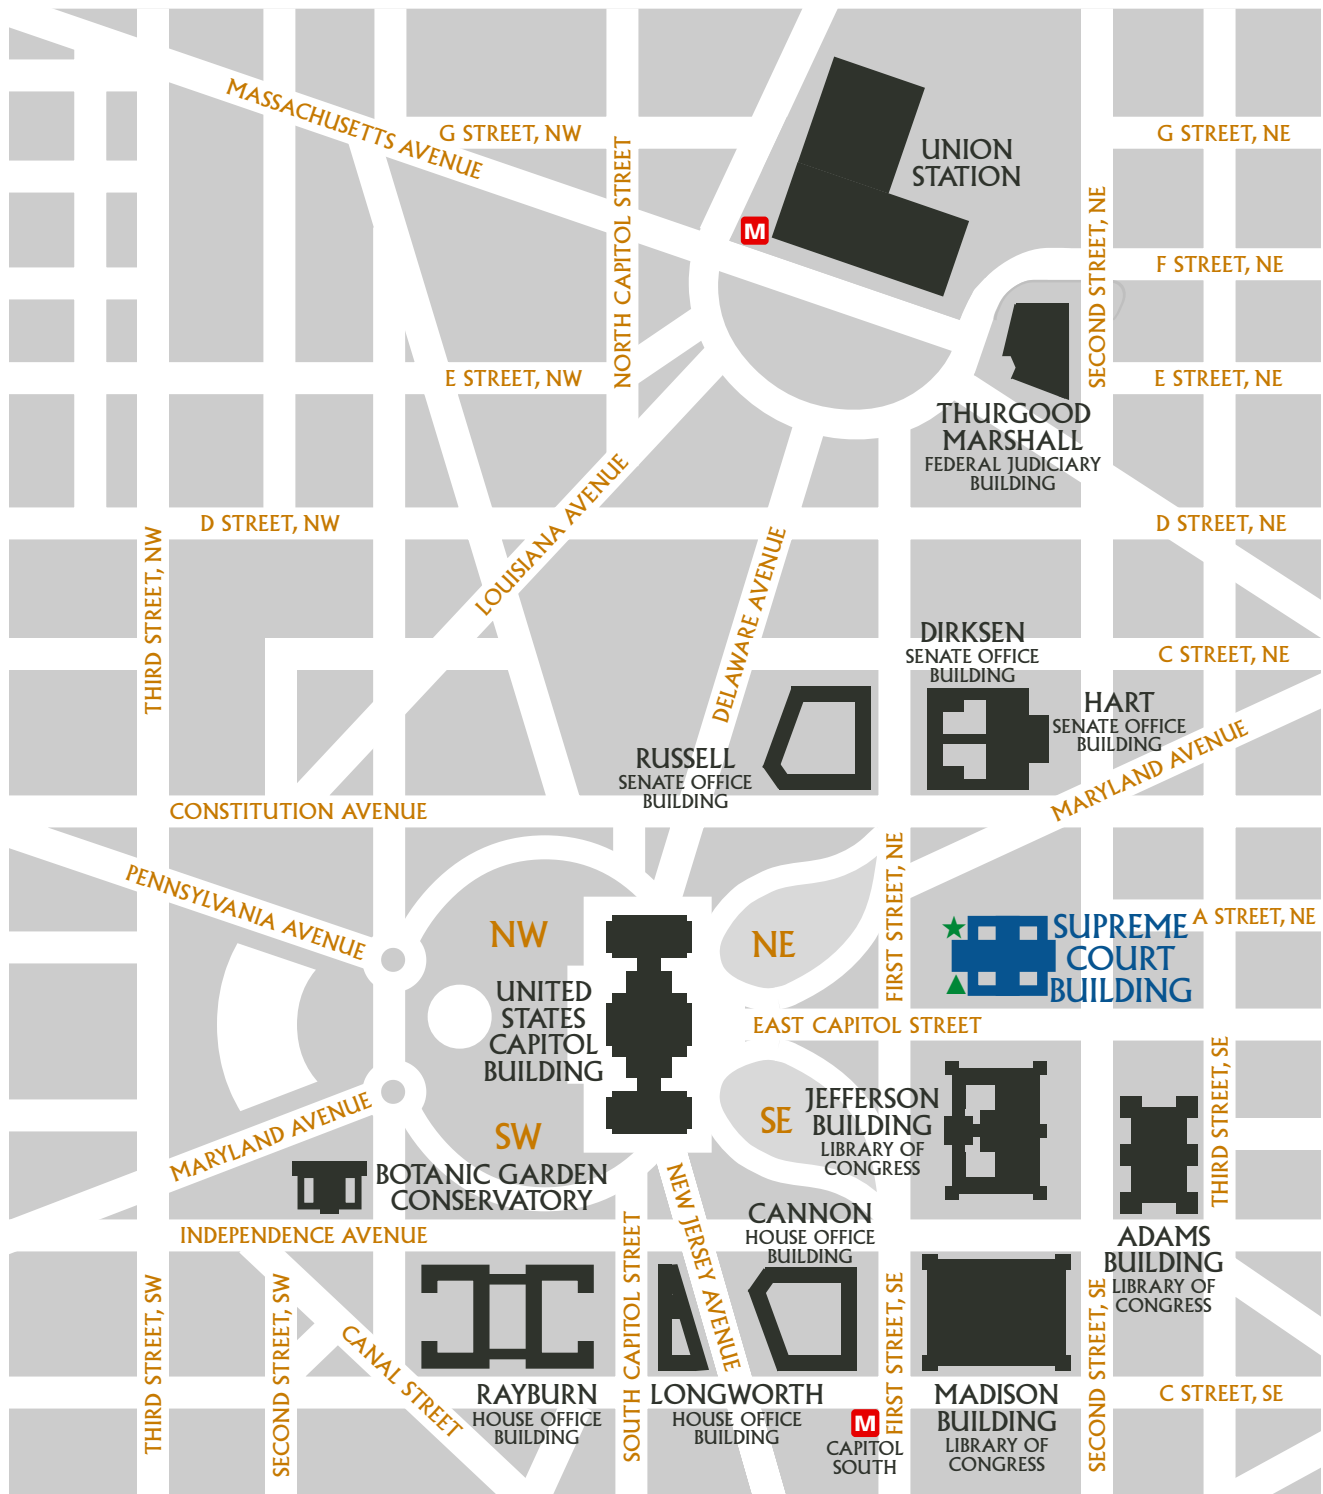 MASSACHUSETTS AVENUE
G STREET, NW
NORTH CAPITOL STREET
UNION
STATION
M
G STREET, NE
SECOND STREET, NE
F STREET, NE
E STREET, NW
E STREET, NE
THURGOOD
MARSHALL
FEDERAL JUDICIARY
BUILDING
LOUISIANA AVENUE
D STREET, NW
D STREET, NE
THIRD STREET, NW
DELAWARE AVENUE
DIRKSEN
SENATE OFFICE
BUILDING
C STREET, NE
HART
SENATE OFFICE
BUILDING
MARYLAND AVENUE
RUSSELL
SENATE OFFICE
BUILDING
CONSTITUTION AVENUE
PENNSYLVANIA AVENUE
FIRST STREET, NE
NW
NE
SUPREME
COURT
BUILDING
A STREET, NE
UNITED
STATES
CAPITOL
BUILDING
EAST CAPITOL STREET
THIRD STREET, SE
MARYLAND AVENUE
SW
SE
JEFFERSON
BUILDING
LIBRARY OF
CONGRESS
BOTANIC GARDEN
CONSERVATORY
NEW JERSEY AVENUE
CANNON
HOUSE OFFICE
BUILDING
ADAMS
BUILDING
LIBRARY OF
CONGRESS
INDEPENDENCE AVENUE
THIRD STREET, SW
SECOND STREET, SW
CANAL STREET
SOUTH CAPITOL STREET
FIRST STREET, SE
SECOND STREET, SE
RAYBURN
HOUSE OFFICE
BUILDING
LONGWORTH
HOUSE OFFICE
BUILDING
M
CAPITOL
SOUTH
MADISON
BUILDING
LIBRARY OF
CONGRESS
C STREET, SE